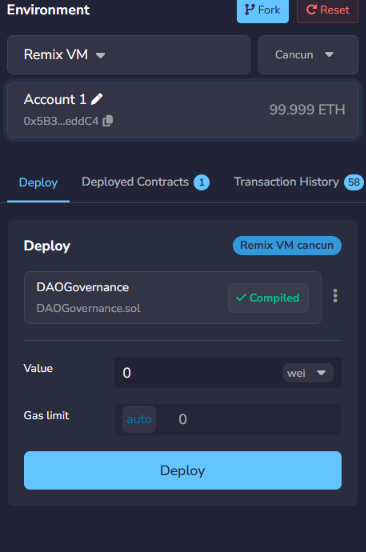 Environment
Fork
Reset
Remix VM
Cancun
Account 1
0x5B3...eddC4
99.999 ETH
Deploy
Deployed Contracts 1
Transaction History 58
Deploy
Remix VM cancun
DAOGovernance
DAOGovernance.sol
Compiled
Value
0
wei
Gas limit
auto
0
Deploy